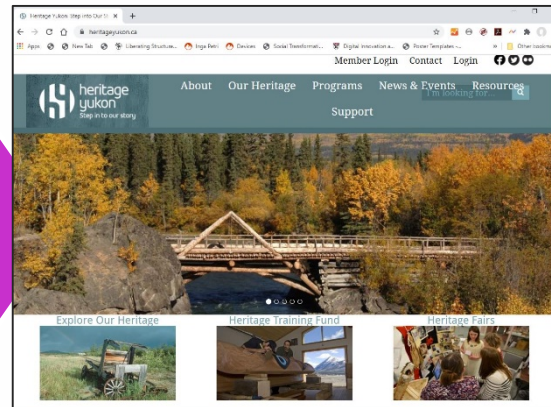 Heritage Yukon: Step into Our St
heritageyukon.ca
Apps
New Tab
Liberating Structure...
Inga Petri
Devices
Social Transformati...
Digital Innovation a...
Poster Templates -...
»
Other bookmar
Member Login Contact Login
heritage
yukon
Step in to our story
About Our Heritage Programs News & Events Resources
I'm looking for...
Support
Explore Our Heritage Heritage Training Fund Heritage Fairs